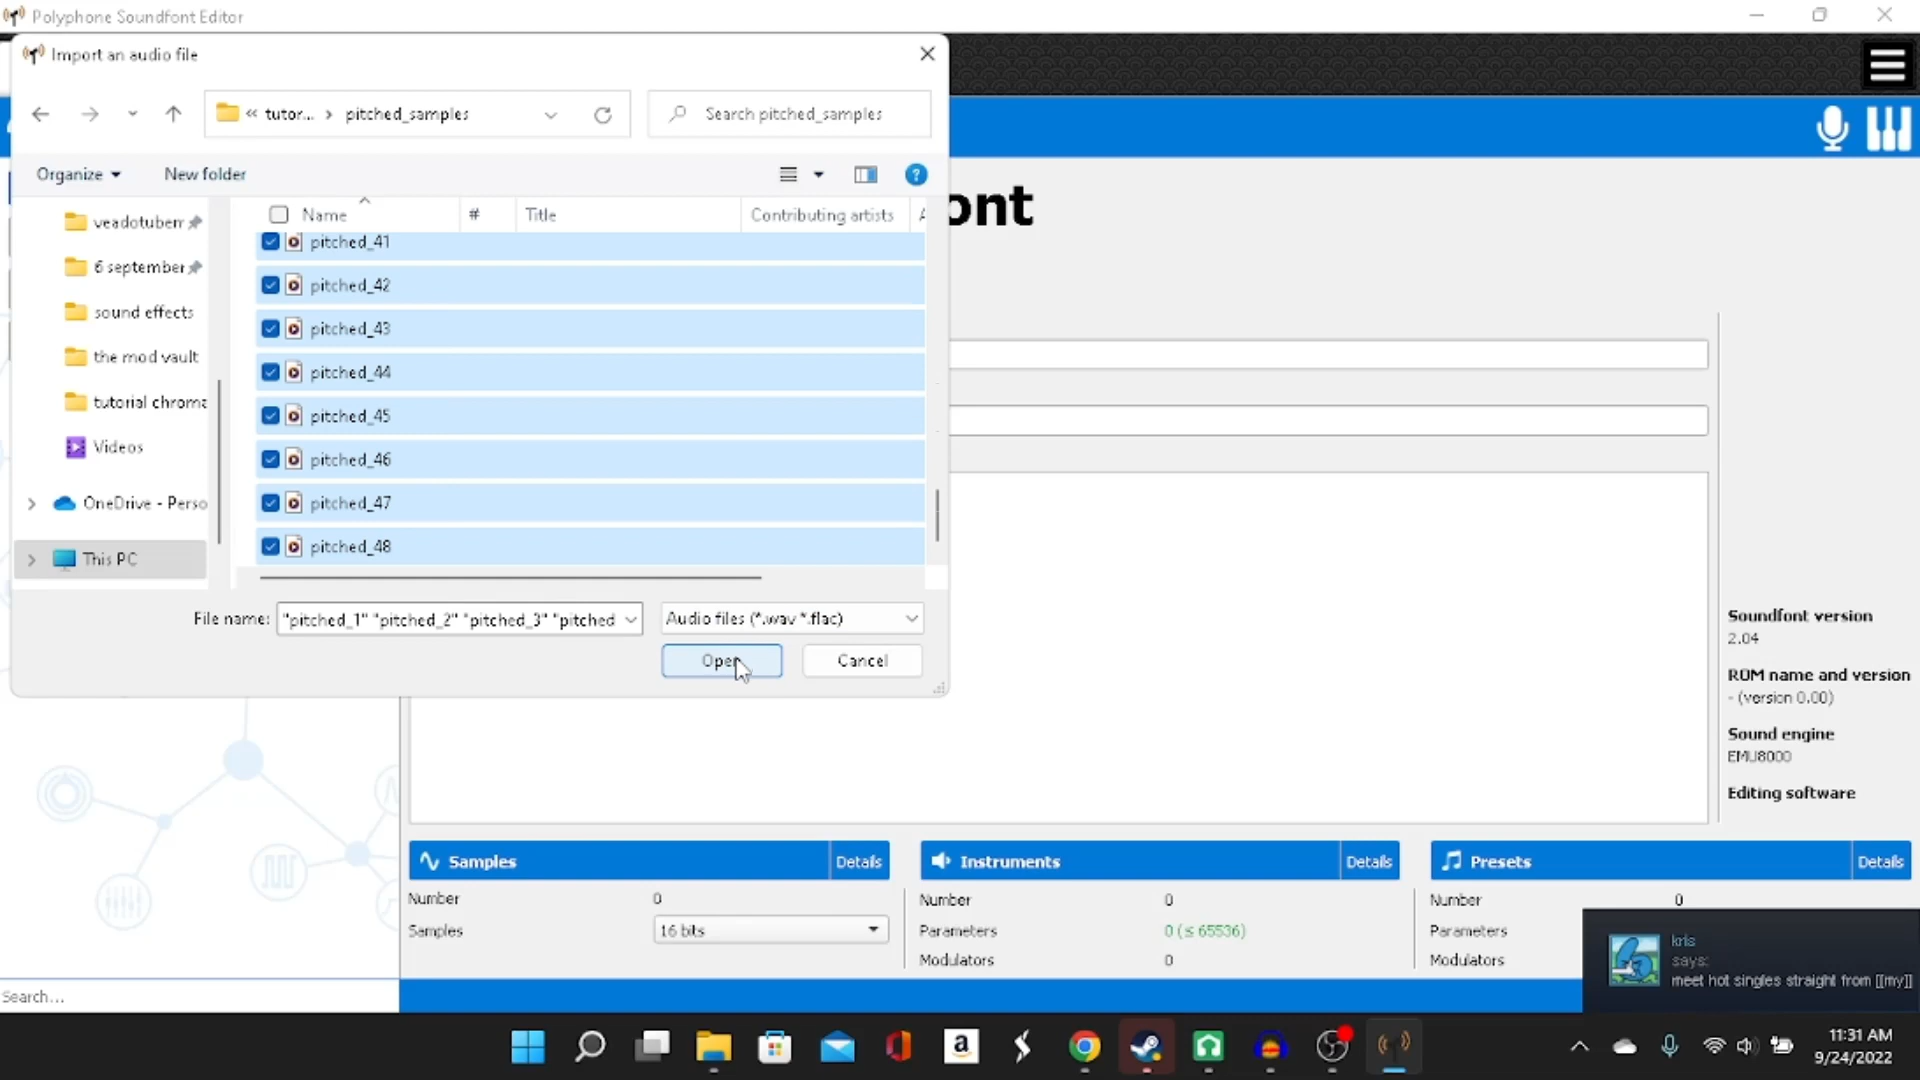 Polyphone Soundfont Editor
Import an audio file
« tutor... › pitched_samples
Search pitched_samples
Organize
New folder
Name
#
Title
Contributing artists
ont
veadotuberr
6 september
sound effects
the mod vault
tutorial chroma
Videos
OneDrive - Perso
This PC
pitched_41
pitched_42
pitched_43
pitched_44
pitched_45
pitched_46
pitched_47
pitched_48
File name:
"pitched_1" "pitched_2" "pitched_3" "pitched
Audio files (*.wav *.flac)
Open
Cancel
Soundfont version
2.04
ROM name and version
- (version 0.00)
Sound engine
EMU8000
Editing software
Samples
Details
Number 0
Samples 16 bits
Instruments
Details
Number 0
Parameters 0 (≤ 65536)
Modulators 0
Presets
Details
Number 0
Parameters
Modulators
kris
says:
meet hot singles straight from [[my]]
Search...
11:31 AM
9/24/2022